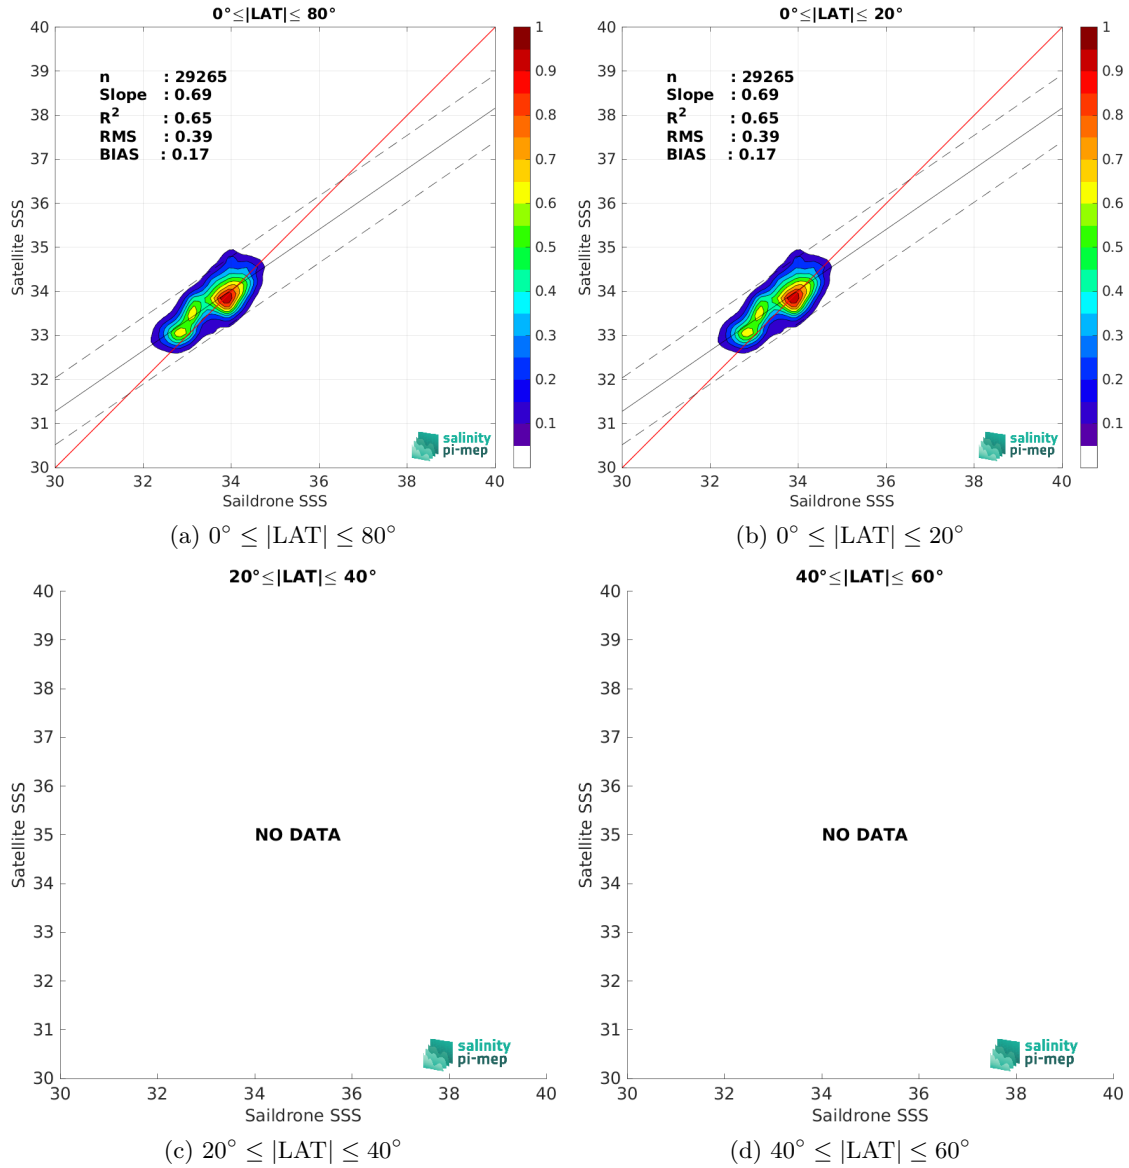 0°≤|LAT|≤ 80°
40
39
38
37
36
35
34
33
32
31
30
Satellite SSS
n : 29265
Slope : 0.69
R² : 0.65
RMS : 0.39
BIAS : 0.17
salinity
pi-mep
30 32 34 36 38 40
Saildrone SSS
1
0.9
0.8
0.7
0.6
0.5
0.4
0.3
0.2
0.1
(a) 0° ≤ |LAT| ≤ 80°
0°≤|LAT|≤ 20°
40
39
38
37
36
35
34
33
32
31
30
Satellite SSS
n : 29265
Slope : 0.69
R² : 0.65
RMS : 0.39
BIAS : 0.17
salinity
pi-mep
30 32 34 36 38 40
Saildrone SSS
1
0.9
0.8
0.7
0.6
0.5
0.4
0.3
0.2
0.1
(b) 0° ≤ |LAT| ≤ 20°
20°≤|LAT|≤ 40°
40
39
38
37
36
35
34
33
32
31
30
Satellite SSS
NO DATA
salinity
pi-mep
30 32 34 36 38 40
Saildrone SSS
(c) 20° ≤ |LAT| ≤ 40°
40°≤|LAT|≤ 60°
40
39
38
37
36
35
34
33
32
31
30
Satellite SSS
NO DATA
salinity
pi-mep
30 32 34 36 38 40
Saildrone SSS
(d) 40° ≤ |LAT| ≤ 60°